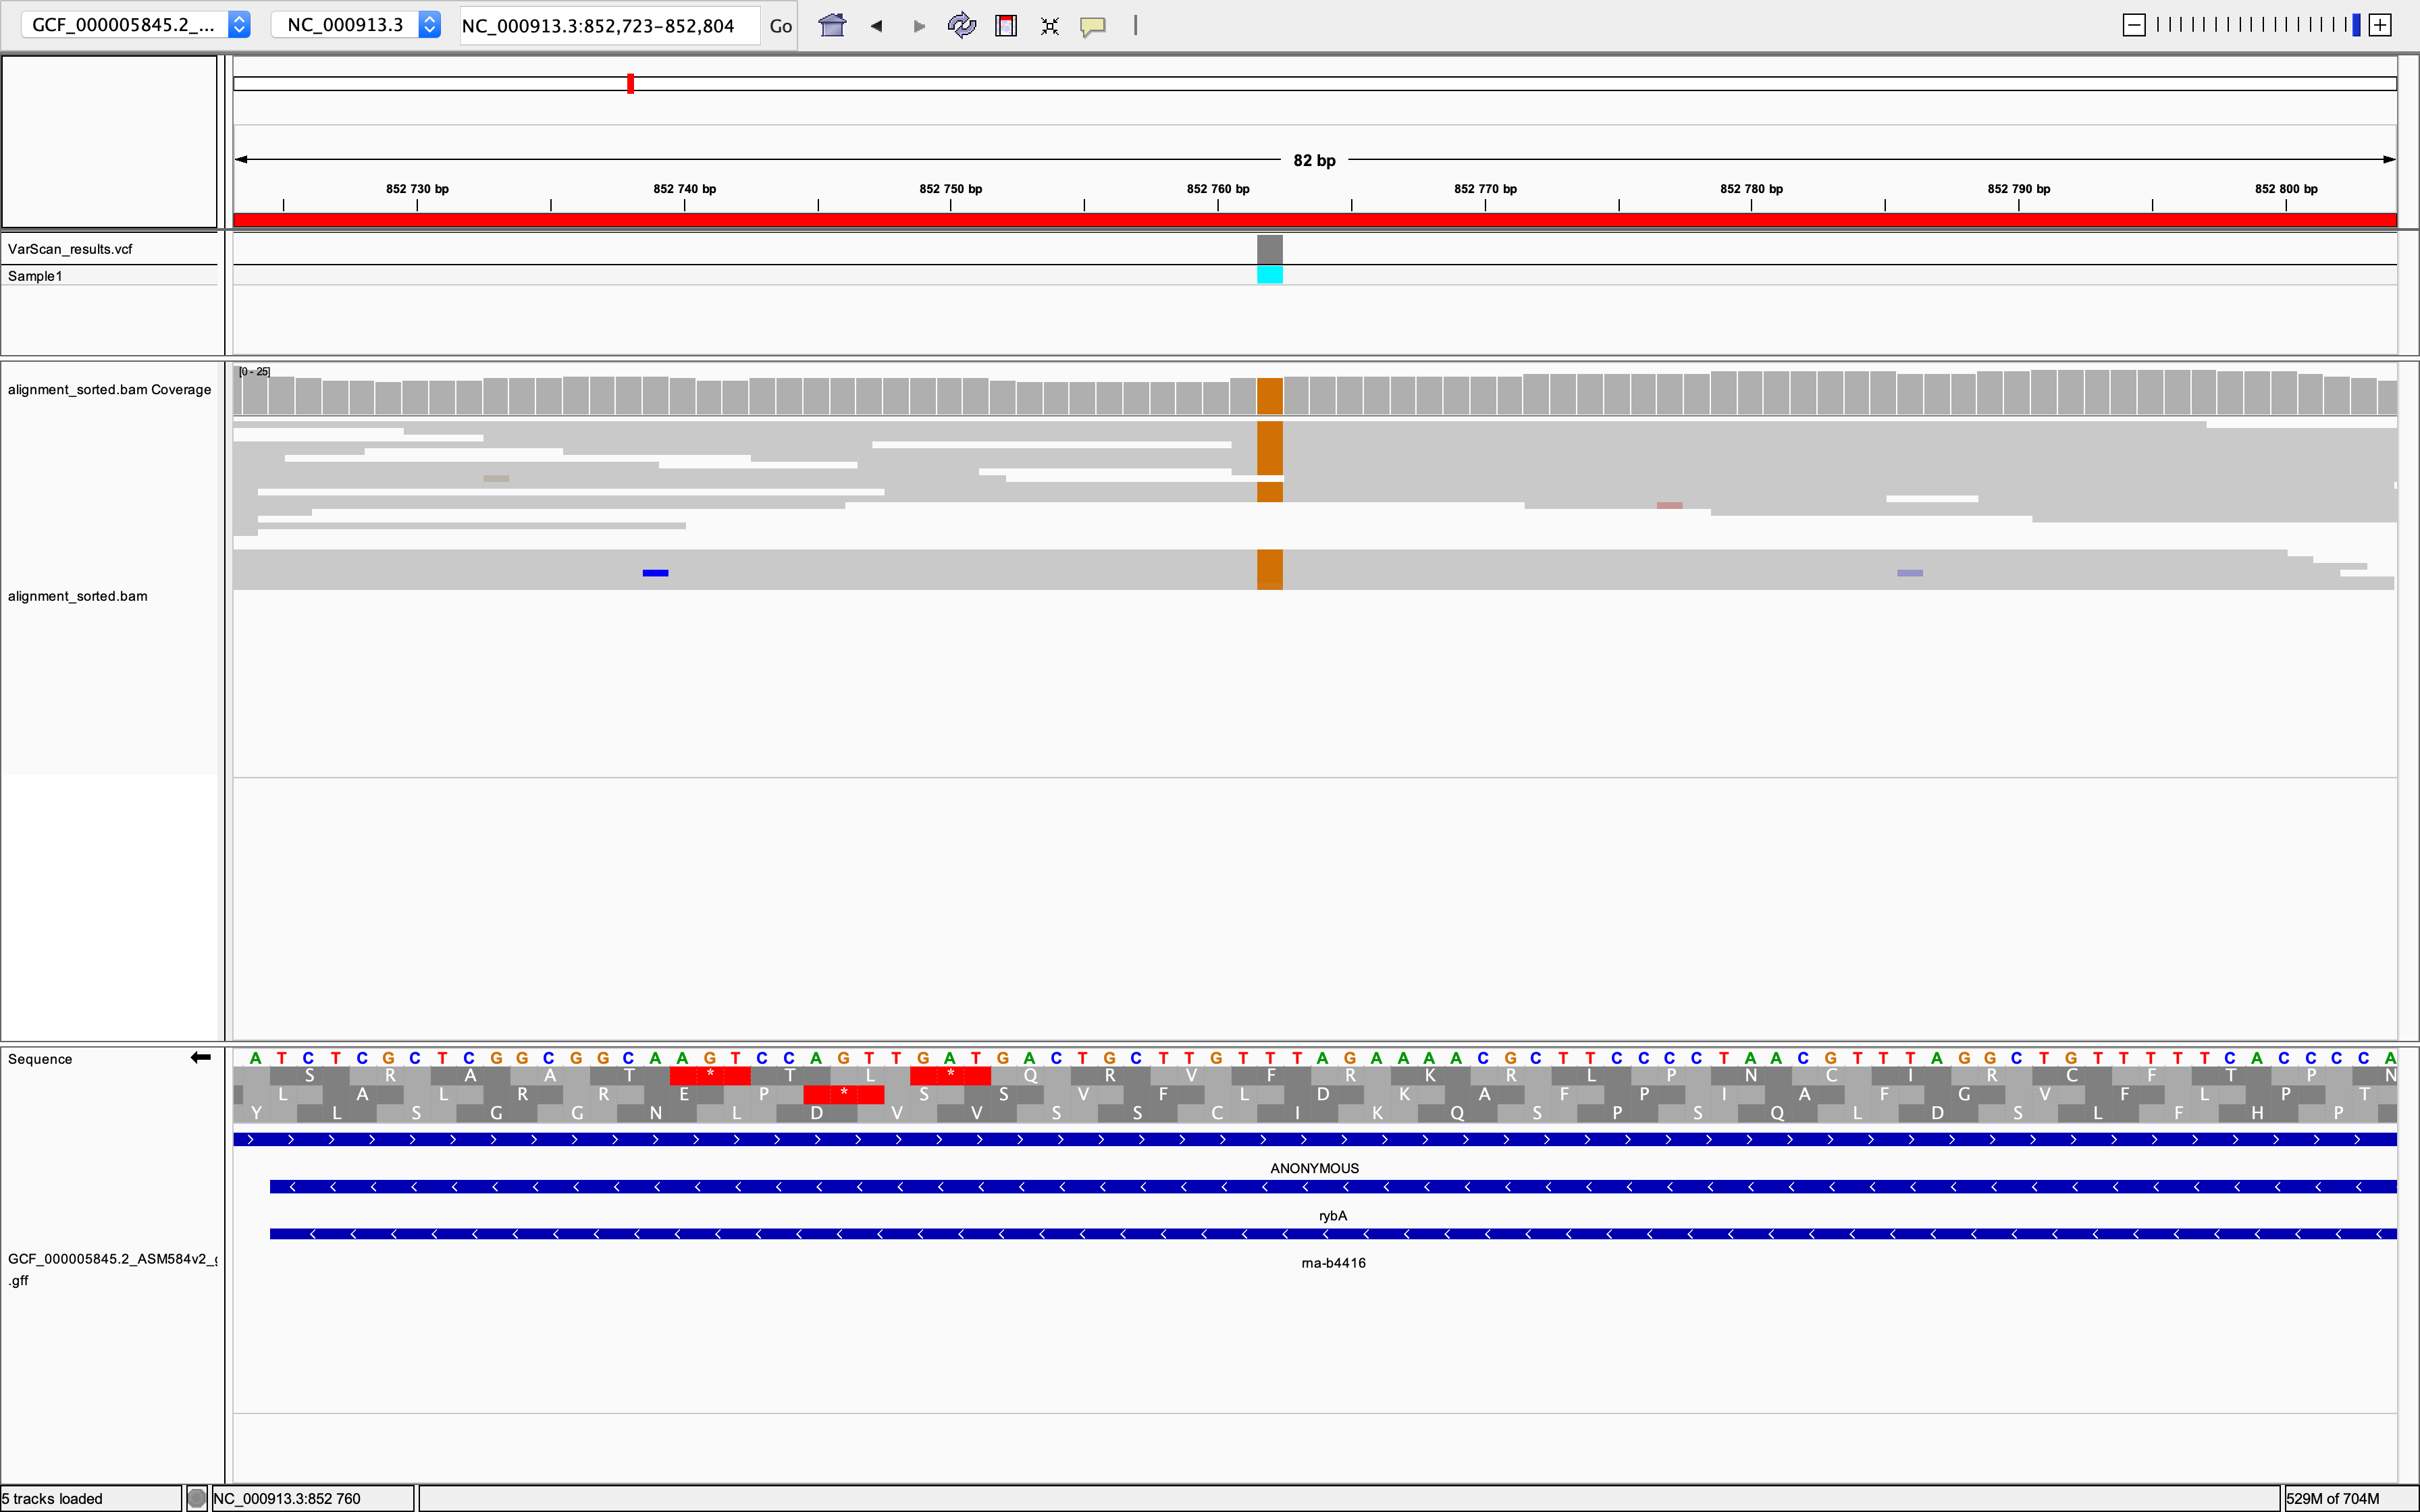 GCF_000005845.2_... NC_000913.3 NC_000913.3:852,723-852,804 Go
82 bp
852 730 bp 852 740 bp 852 750 bp 852 760 bp 852 770 bp 852 780 bp 852 790 bp 852 800 bp
VarScan_results.vcf
Sample1
[0 - 25]
alignment_sorted.bam Coverage
alignment_sorted.bam
Sequence A T C T C G C T C G G C G G C A A G T C C A G T T G A T G A C T G C T T G T T T A G A A A A C G C T T C C C C T A A C G T T T A G G C T G T T T T T C A C C C C A
S R A A T * T L * Q R V F R K R L P N C I R C F T P N
L A L R R E P * S S V F L D K A F P I A F G V F L P T
Y L S G G N L D V V S S C I K Q S P S Q L D S L F H P
ANONYMOUS
rybA
rna-b4416
GCF_000005845.2_ASM584v2_g
.gff
5 tracks loaded NC_000913.3:852 760 529M of 704M